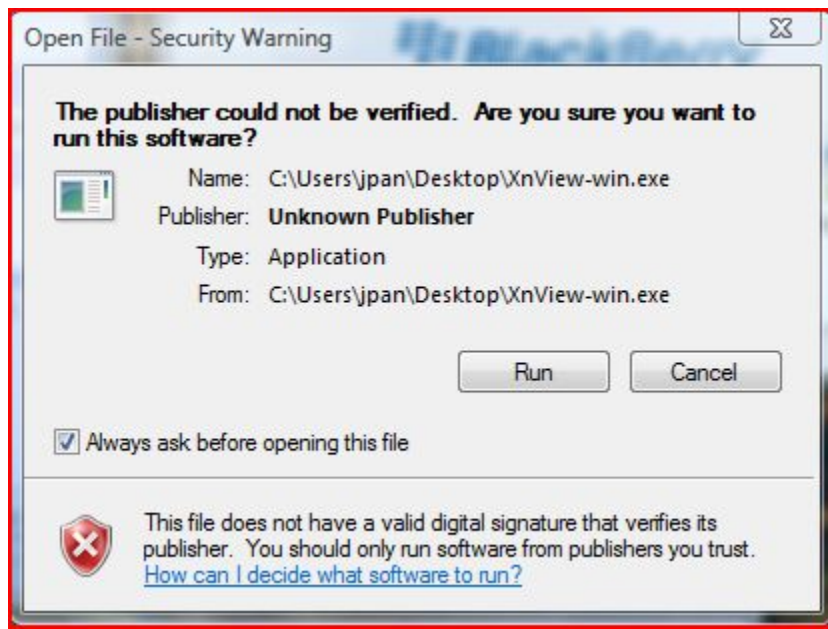 Open File - Security Warning
BlackBerry
The publisher could not be verified. Are you sure you want to
run this software?
Name: C:\Users\jpan\Desktop\XnView-win.exe
Publisher: Unknown Publisher
Type: Application
From: C:\Users\jpan\Desktop\XnView-win.exe
Run Cancel
Always ask before opening this file
This file does not have a valid digital signature that verifies its
publisher. You should only run software from publishers you trust.
How can I decide what software to run?